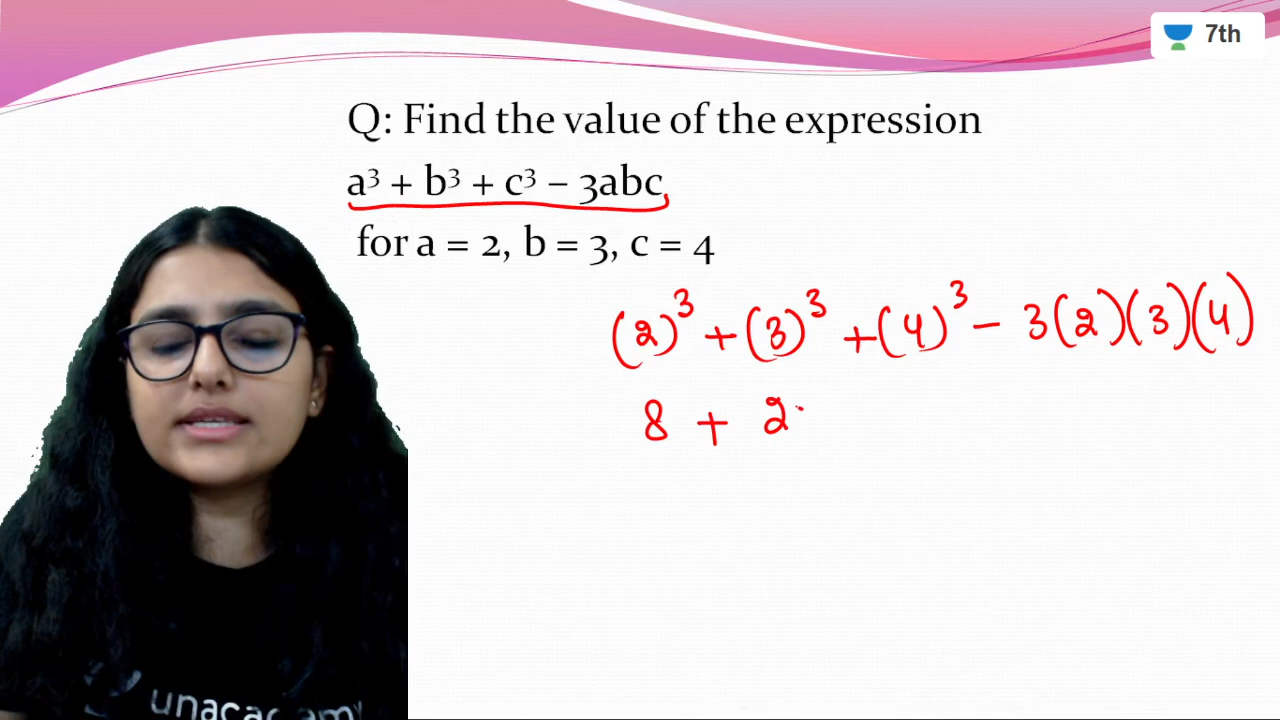 7th
Q: Find the value of the expression
a³ + b³ + c³ – 3abc
for a = 2, b = 3, c = 4
(2)³ + (3)³ + (4)³ – 3(2)(3)(4)
8 + 2
unacademy